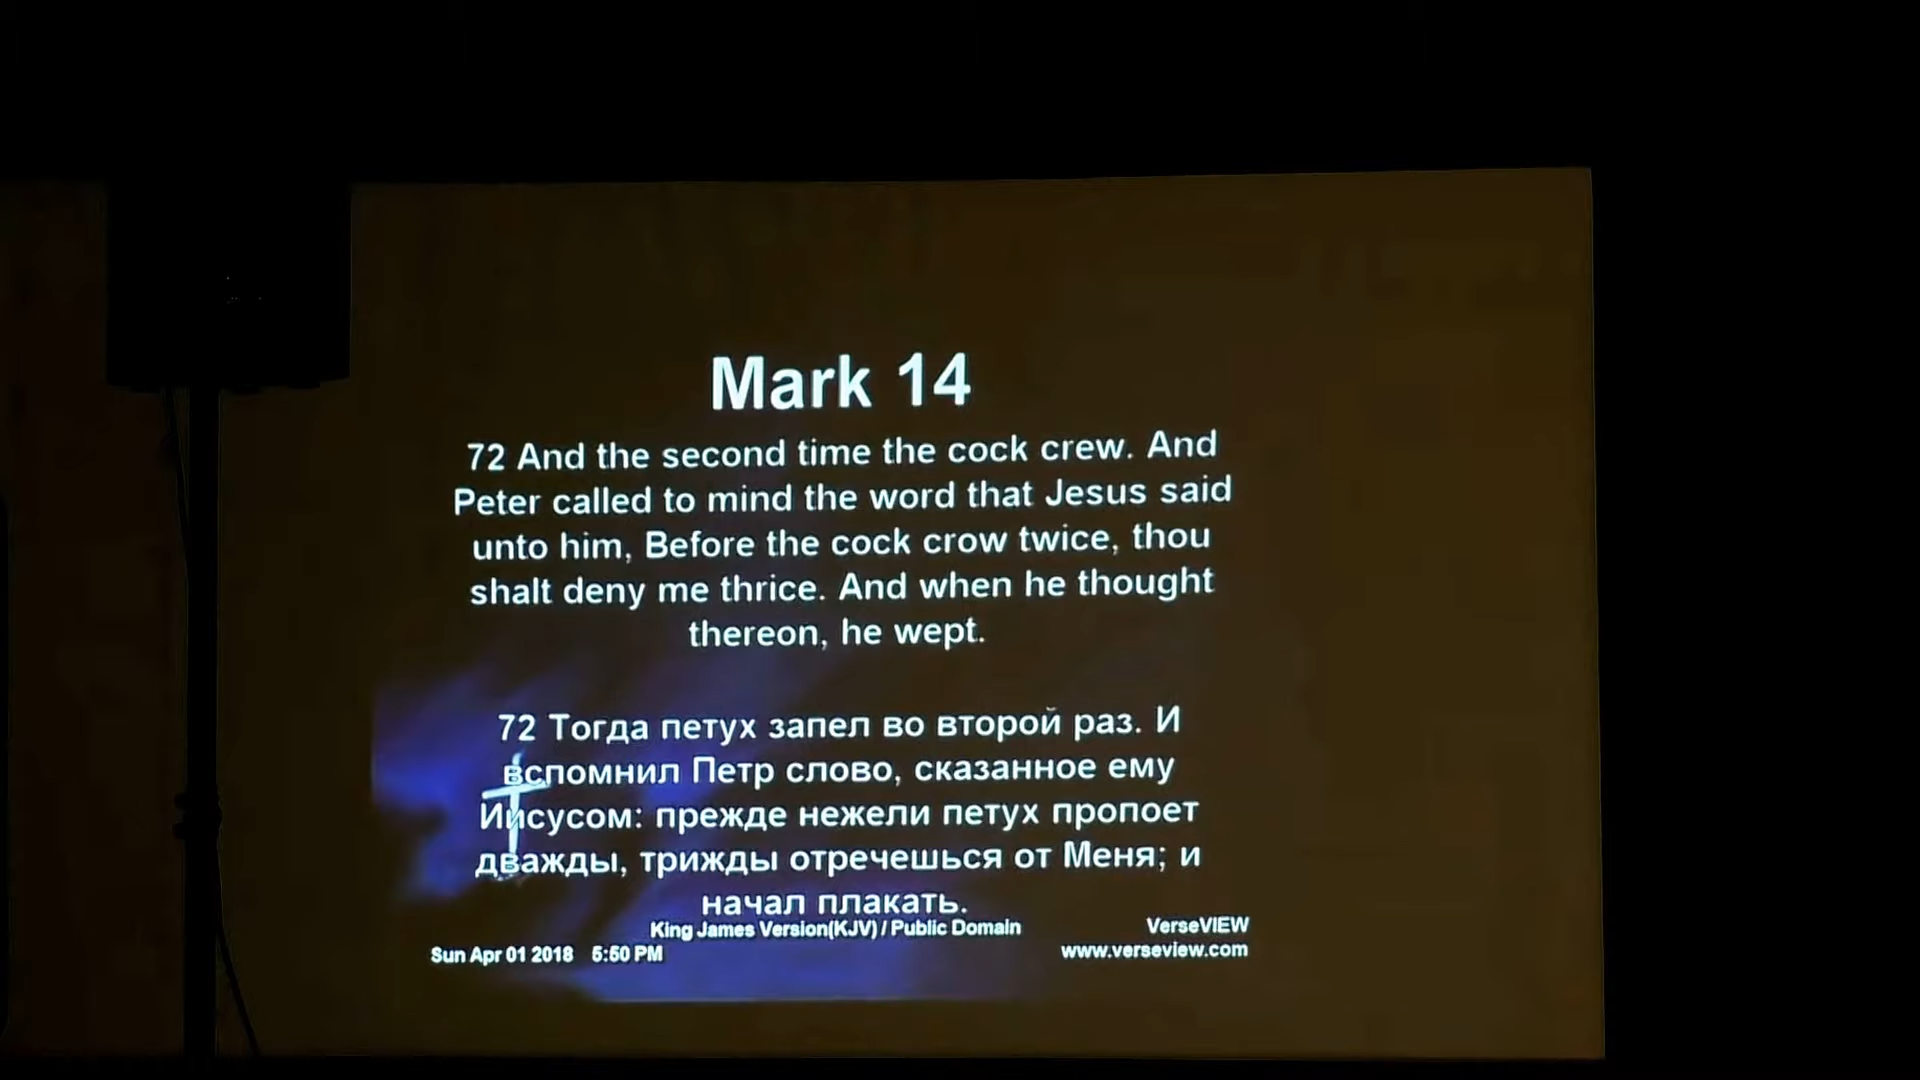 Mark 14
72 And the second time the cock crew. And
Peter called to mind the word that Jesus said
unto him, Before the cock crow twice, thou
shalt deny me thrice. And when he thought
thereon, he wept.
72 Тогда петух запел во второй раз. И
вспомнил Петр слово, сказанное ему
Иисусом: прежде нежели петух пропоет
дважды, трижды отречешься от Меня; и
начал плакать.
King James Version(KJV) / Public Domain
VerseVIEW
Sun Apr 01 2018 5:50 PM
www.verseview.com